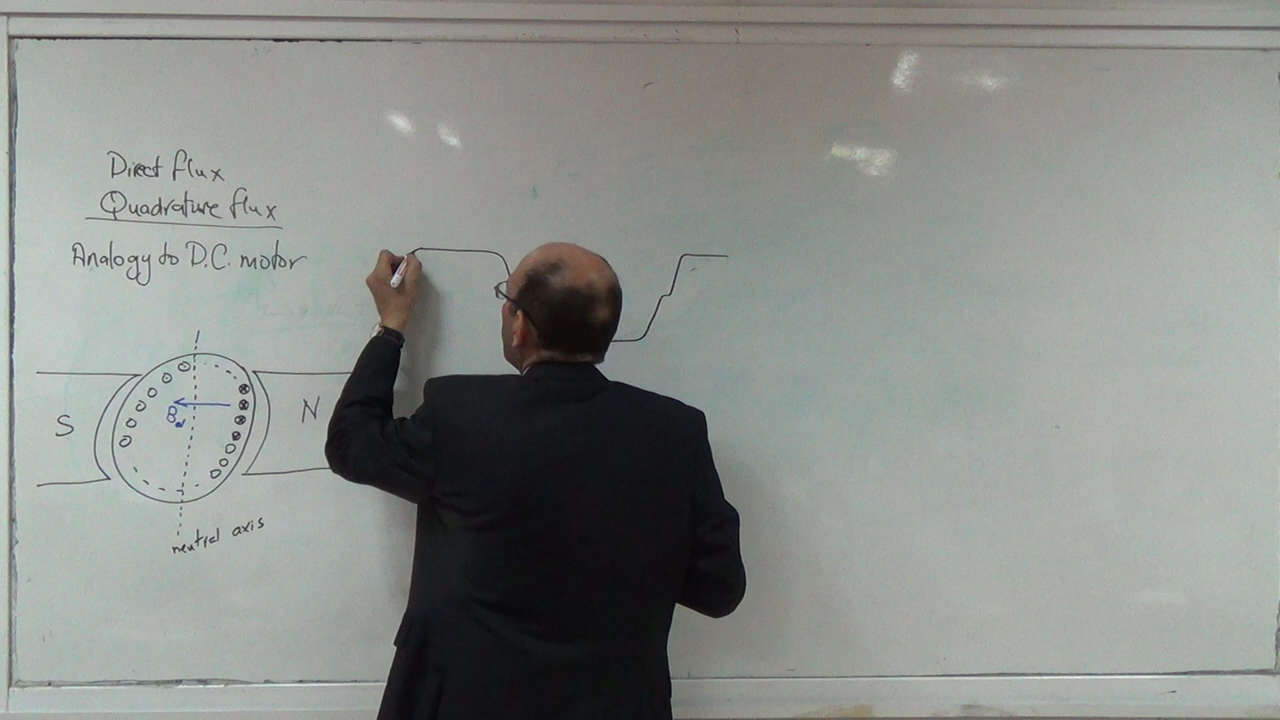 Direct flux
Quadrature flux
Analogy to D.C. motor
S
N
neutral axis